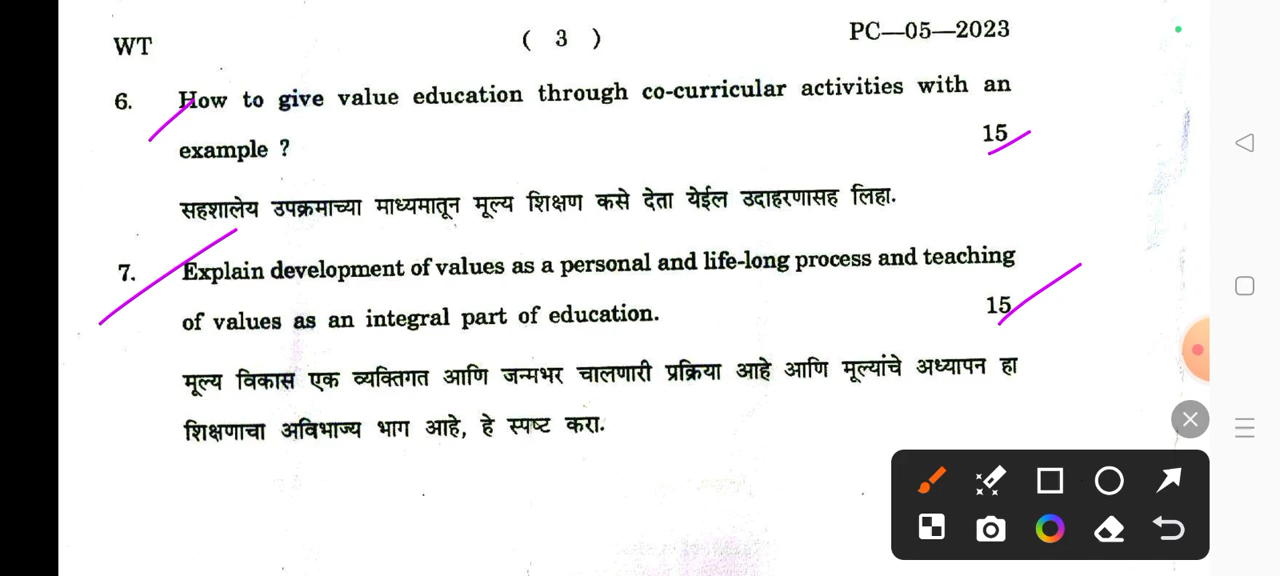 WT ( 3 ) PC—05—2023
6. How to give value education through co-curricular activities with an
example ? 15
सहशालेय उपक्रमाच्या माध्यमातून मूल्य शिक्षण कसे देता येईल उदाहरणासह लिहा.
7. Explain development of values as a personal and life-long process and teaching
of values as an integral part of education. 15
मूल्य विकास एक व्यक्तिगत आणि जन्मभर चालणारी प्रक्रिया आहे आणि मूल्यांचे अध्यापन हा
शिक्षणाचा अविभाज्य भाग आहे, हे स्पष्ट करा.